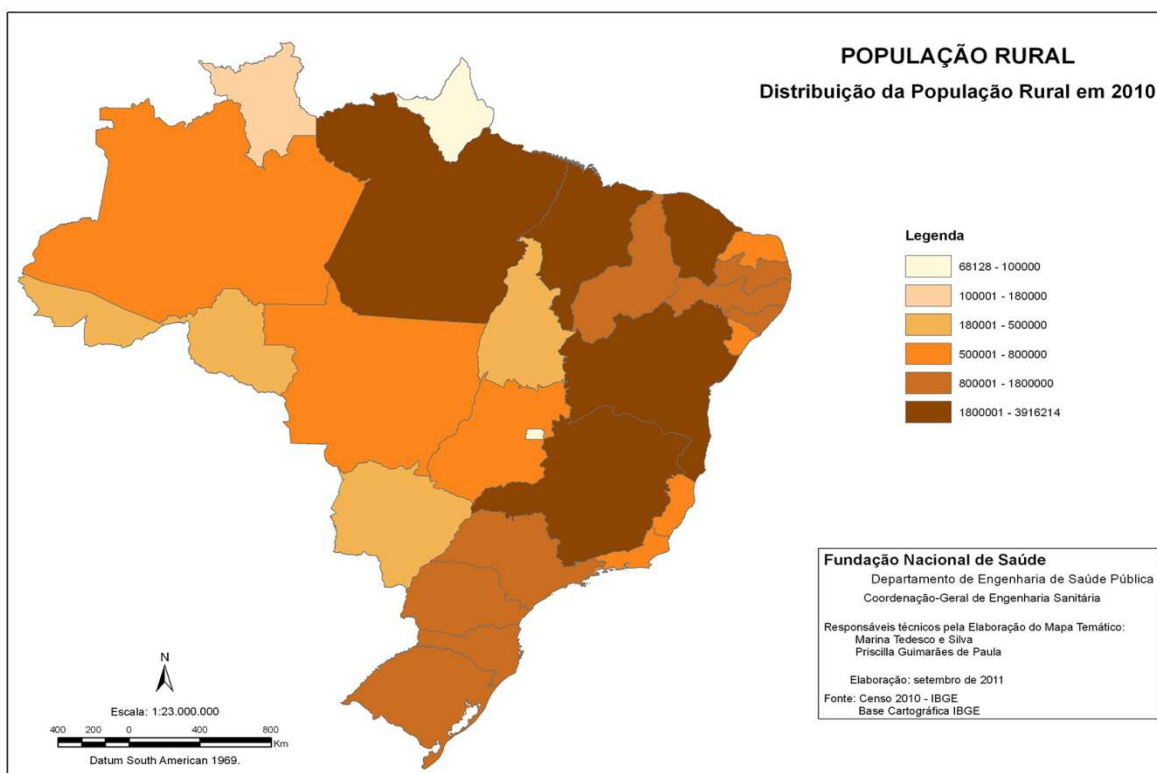 POPULAÇÃO RURAL
Distribuição da População Rural em 2010
Legenda
68128 - 100000
100001 - 180000
180001 - 500000
500001 - 800000
800001 - 1800000
1800001 - 3916214
Fundação Nacional de Saúde
Departamento de Engenharia de Saúde Pública
Coordenação-Geral de Engenharia Sanitária
Responsáveis técnicos pela Elaboração do Mapa Temático:
Marina Tedesco e Silva
Priscilla Guimarães de Paula
Elaboração: setembro de 2011
Fonte: Censo 2010 - IBGE
Base Cartográfica IBGE
N
Escala: 1:23.000.000
400 200 0 400 800
Km
Datum South American 1969.